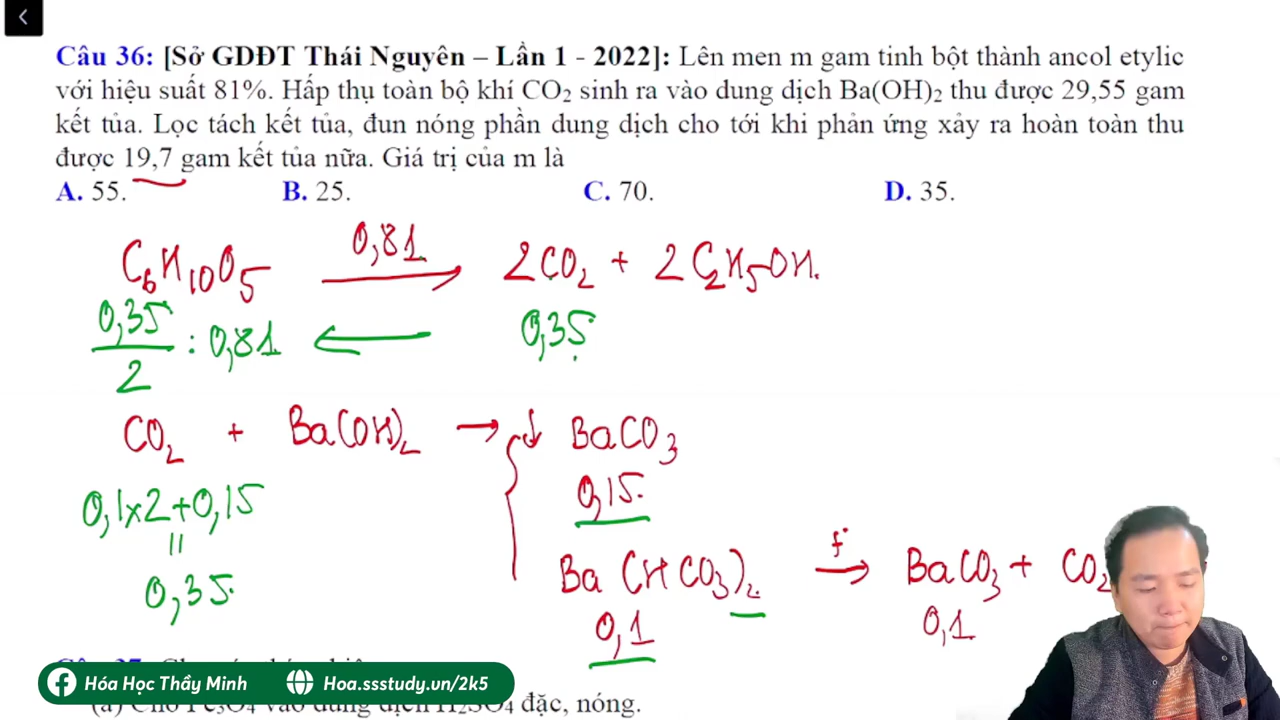 Câu 36: [Sở GDĐT Thái Nguyên – Lần 1 - 2022]: Lên men m gam tinh bột thành ancol etylic
với hiệu suất 81%. Hấp thụ toàn bộ khí CO₂ sinh ra vào dung dịch Ba(OH)₂ thu được 29,55 gam
kết tủa. Lọc tách kết tủa, đun nóng phần dung dịch cho tới khi phản ứng xảy ra hoàn toàn thu
được 19,7 gam kết tủa nữa. Giá trị của m là
A. 55. B. 25. C. 70. D. 35.
0,81
C₆H₁₀O₅ → 2CO₂ + 2C₂H₅OH.
0,35/2 : 0,81 ← 0,35
CO₂ + Ba(OH)₂ → ↓ BaCO₃
0,1x2+0,15 0,15.
=
0,35.
Ba(HCO₃)₂ → BaCO₃ + CO₂
0,1 0,1
Hóa Học Thầy Minh Hoa.ssstudy.vn/2k5
vào dung dịch H₂SO₄ đặc, nóng.